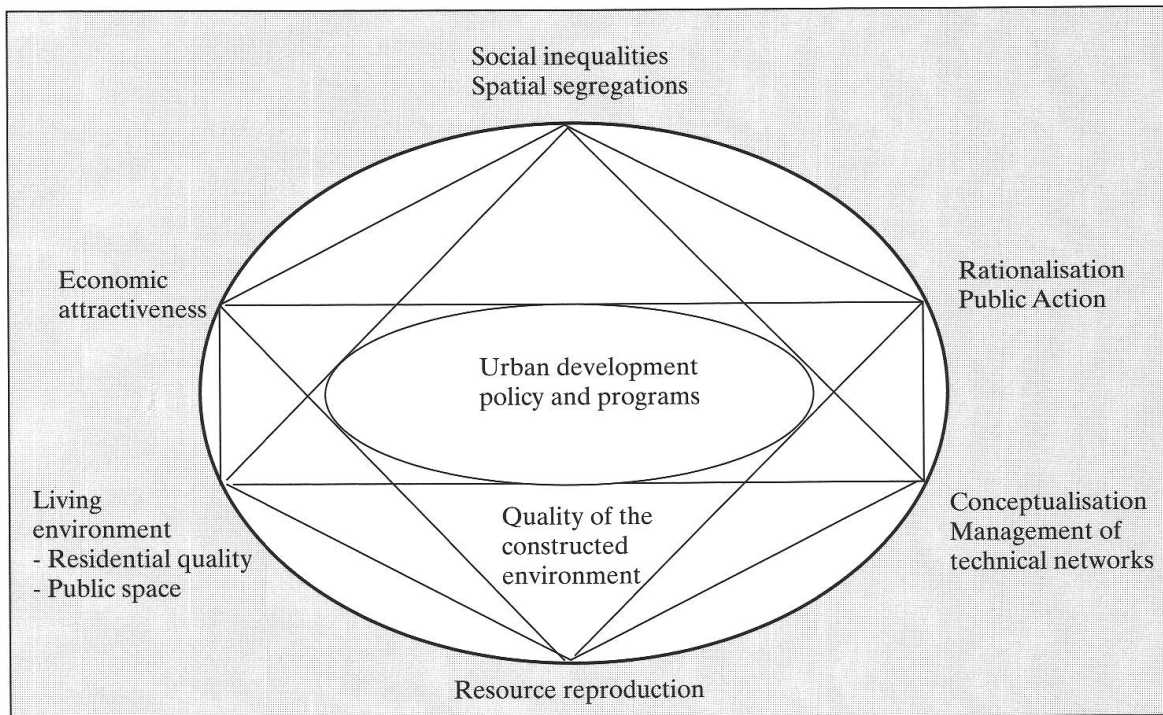 Social inequalities
Spatial segregations
Economic
attractiveness
Rationalisation
Public Action
Urban development
policy and programs
Living
environment
- Residential quality
- Public space
Quality of the
constructed
environment
Conceptualisation
Management of
technical networks
Resource reproduction